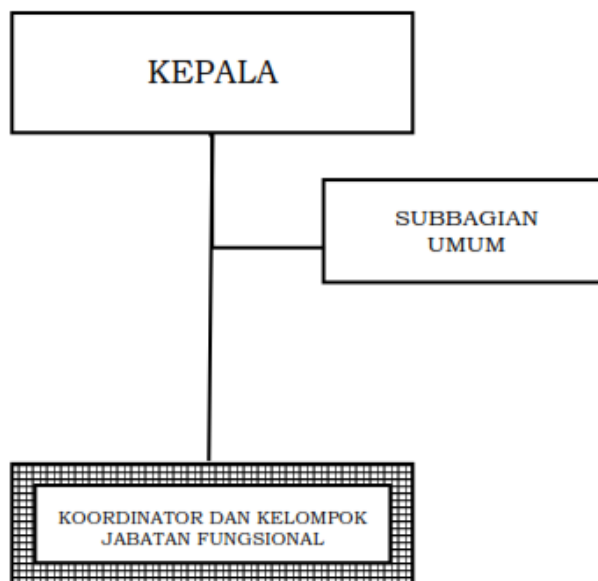 KEPALA
SUBBAGIAN
UMUM
KOORDINATOR DAN KELOMPOK
JABATAN FUNGSIONAL